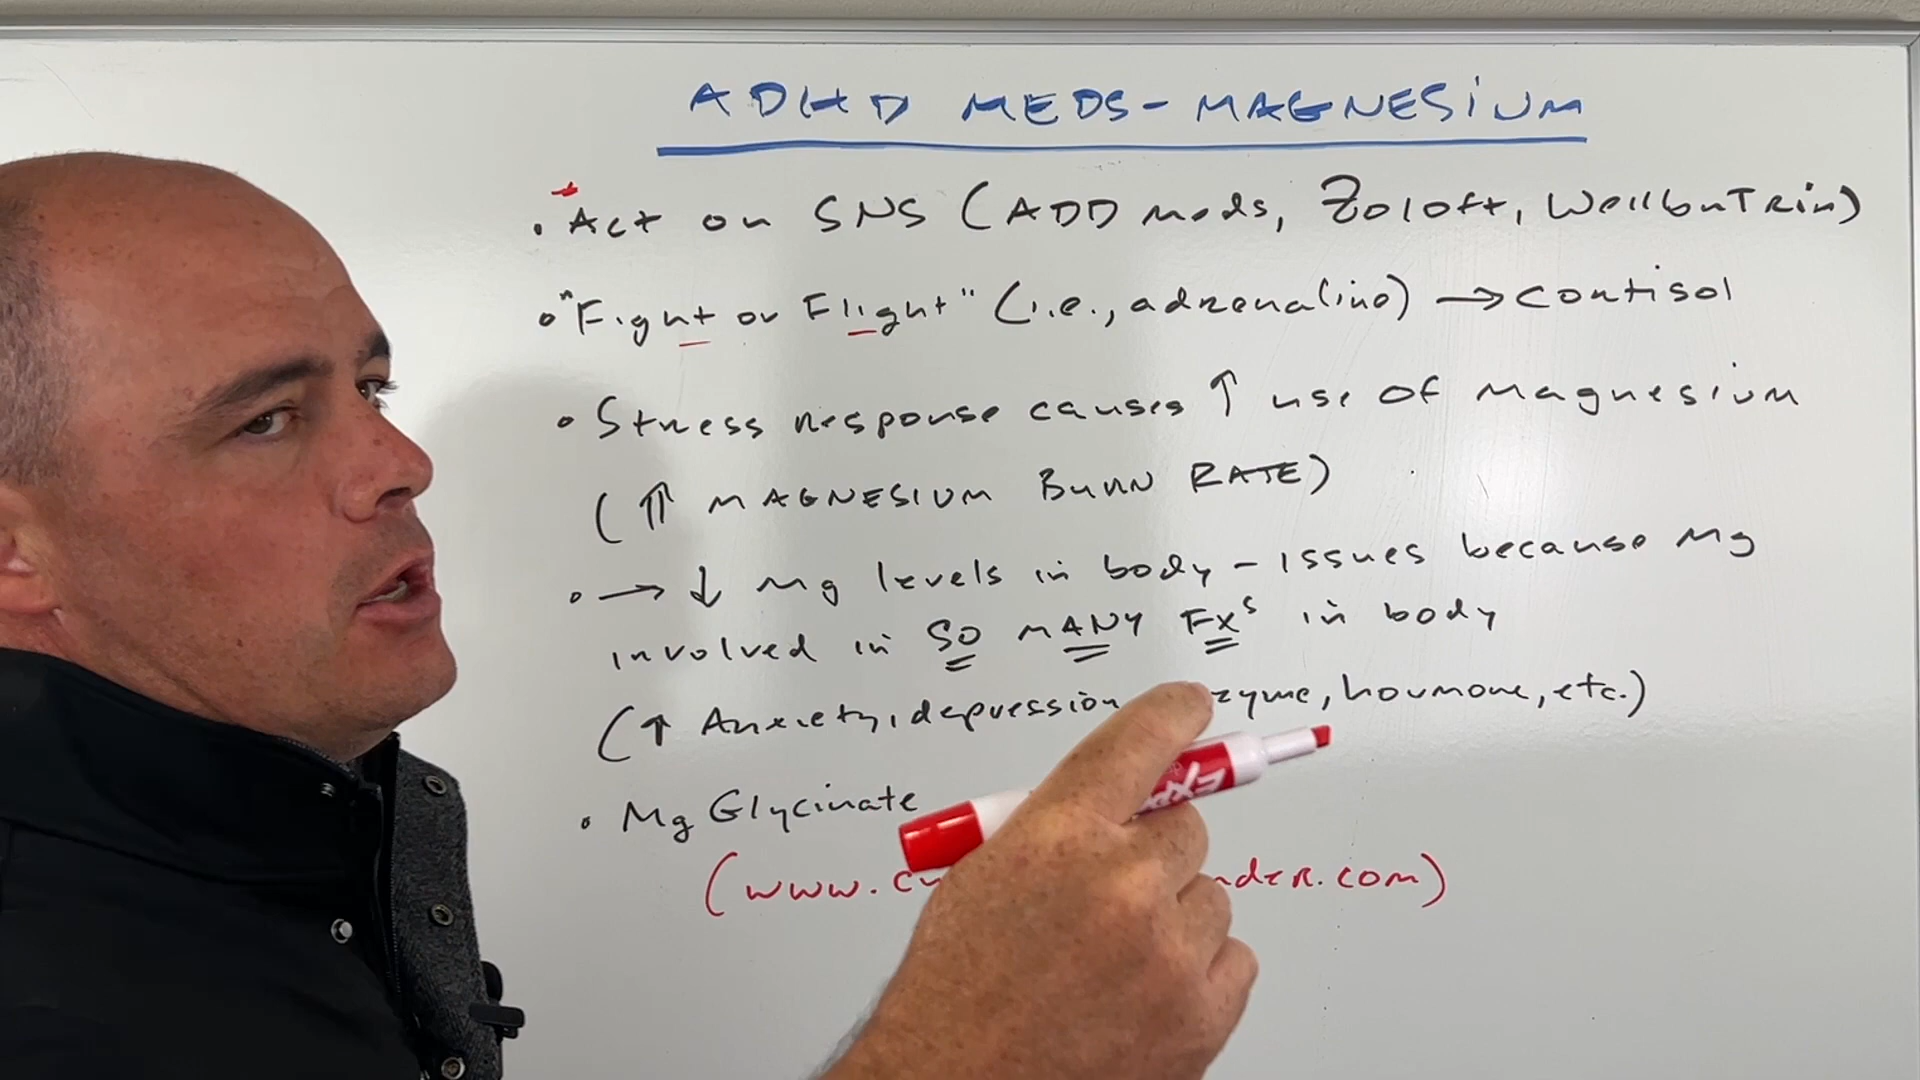 ADHD MEDS - MAGNESIUM
• Act on SNS (ADD meds, Zoloft, Wellbutrin)
• "Fight or Flight" (i.e., adrenaline) → cortisol
• Stress response causes ↑ use of magnesium
(⇑ MAGNESIUM BURN RATE)
• → ↓ Mg levels in body - issues because Mg
involved in SO MANY FXs in body
(↑ Anxiety, depression zyme, hormone, etc.)
• Mg Glycinate
(www. .com)
EXPO